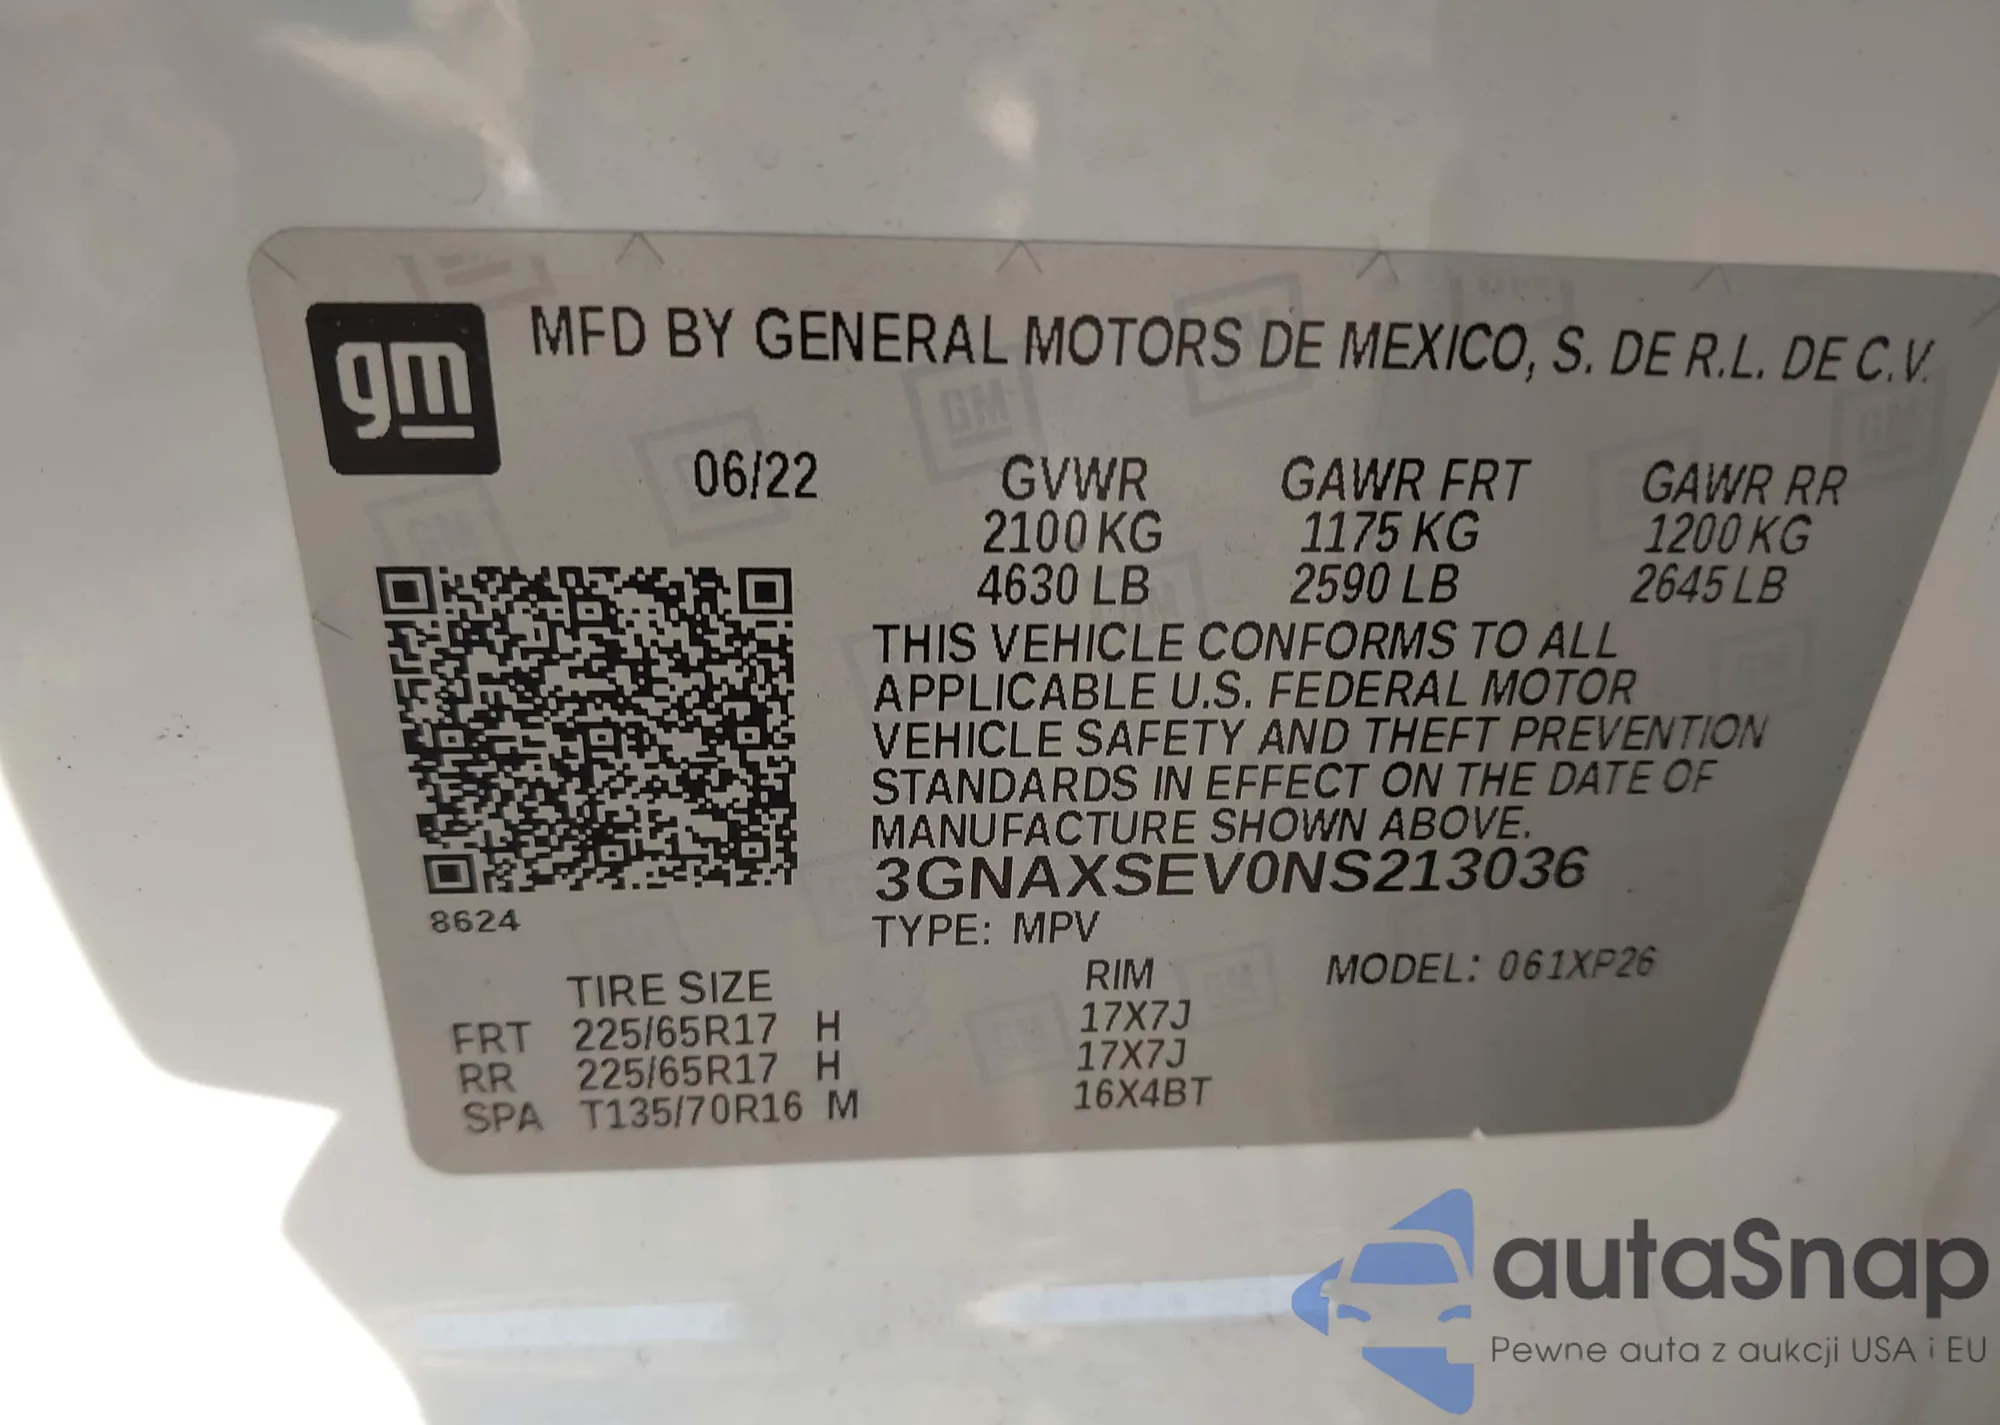 gm
MFD BY GENERAL MOTORS DE MEXICO, S. DE R.L. DE C.V.
06/22 GVWR GAWR FRT GAWR RR
2100 KG 1175 KG 1200 KG
4630 LB 2590 LB 2645 LB
THIS VEHICLE CONFORMS TO ALL
APPLICABLE U.S. FEDERAL MOTOR
VEHICLE SAFETY AND THEFT PREVENTION
STANDARDS IN EFFECT ON THE DATE OF
MANUFACTURE SHOWN ABOVE.
3GNAXSEV0NS213036
8624
TYPE: MPV
TIRE SIZE RIM MODEL: 061XP26
FRT 225/65R17 H 17X7J
RR 225/65R17 H 17X7J
SPA T135/70R16 M 16X4BT
autaSnap
Pewne auta z aukcji USA i EU